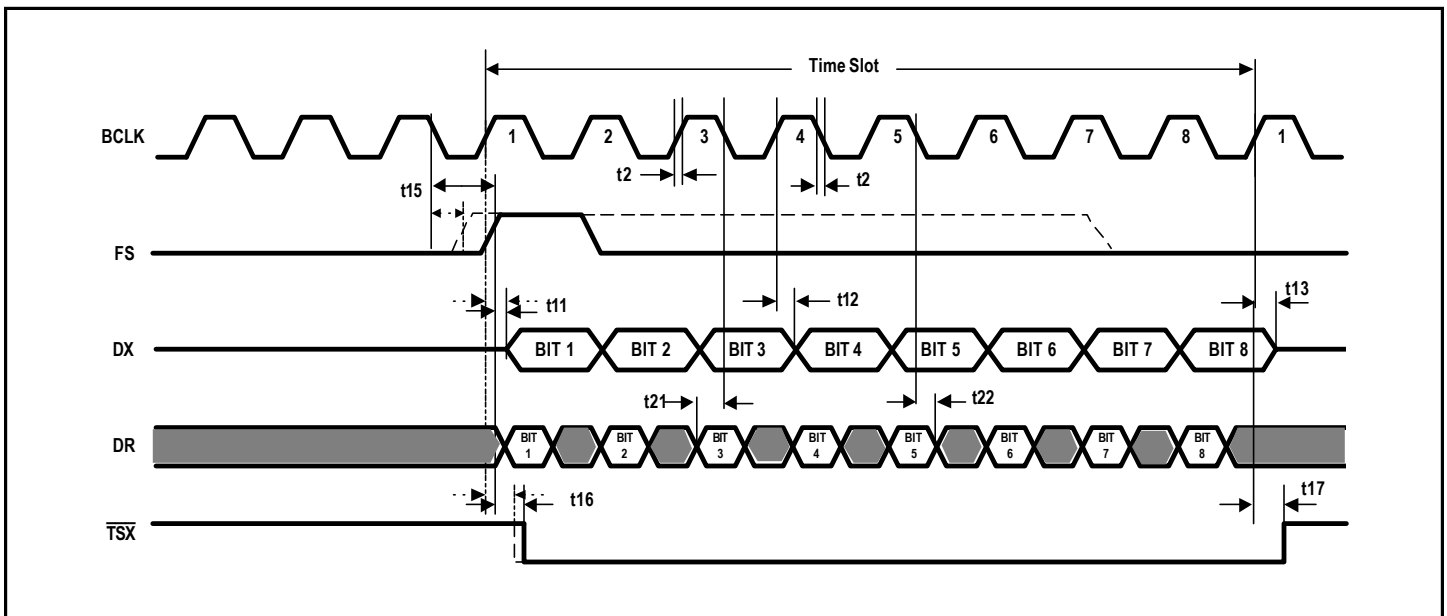 Time Slot
BCLK 1 2 3 4 5 6 7 8 1
t2 t2
t15
FS
t11 t12 t13
DX BIT 1 BIT 2 BIT 3 BIT 4 BIT 5 BIT 6 BIT 7 BIT 8
t21 t22
DR BIT 1 BIT 2 BIT 3 BIT 4 BIT 5 BIT 6 BIT 7 BIT 8
t16 t17
TSX